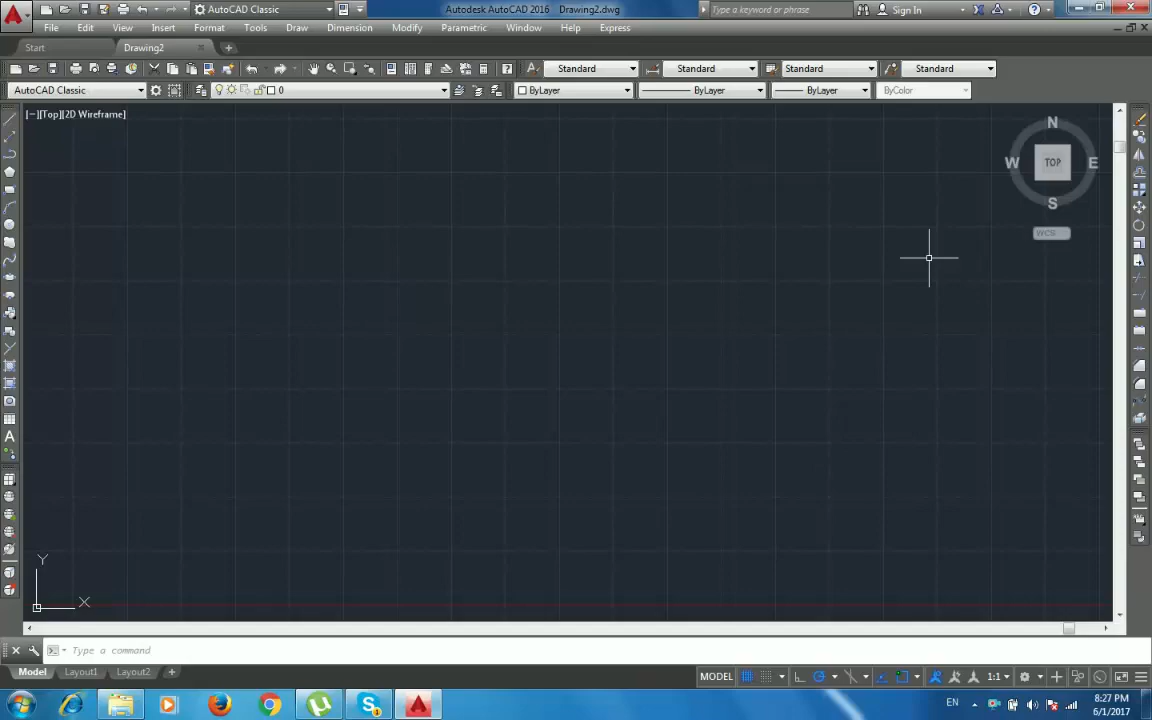 AutoCAD Classic
Autodesk AutoCAD 2016 Drawing2.dwg
Type a keyword or phrase
Sign In
File Edit View Insert Format Tools Draw Dimension Modify Parametric Window Help Express
Start Drawing2
Standard Standard Standard Standard
AutoCAD Classic 0 ByLayer ByLayer ByLayer ByColor
[−][Top][2D Wireframe]
N
W TOP E
S
WCS
Y
X
Type a command
Model Layout1 Layout2
MODEL 1:1
EN 8:27 PM
6/1/2017